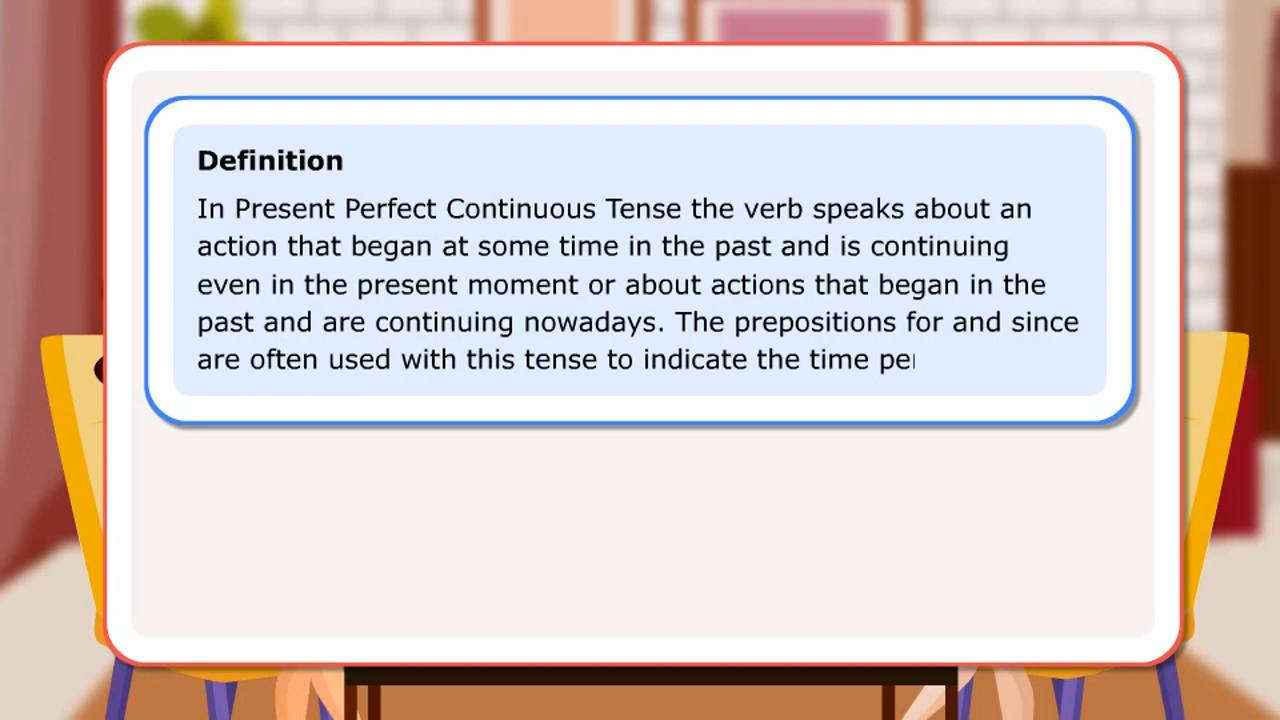 Definition
In Present Perfect Continuous Tense the verb speaks about an
action that began at some time in the past and is continuing
even in the present moment or about actions that began in the
past and are continuing nowadays. The prepositions for and since
are often used with this tense to indicate the time per